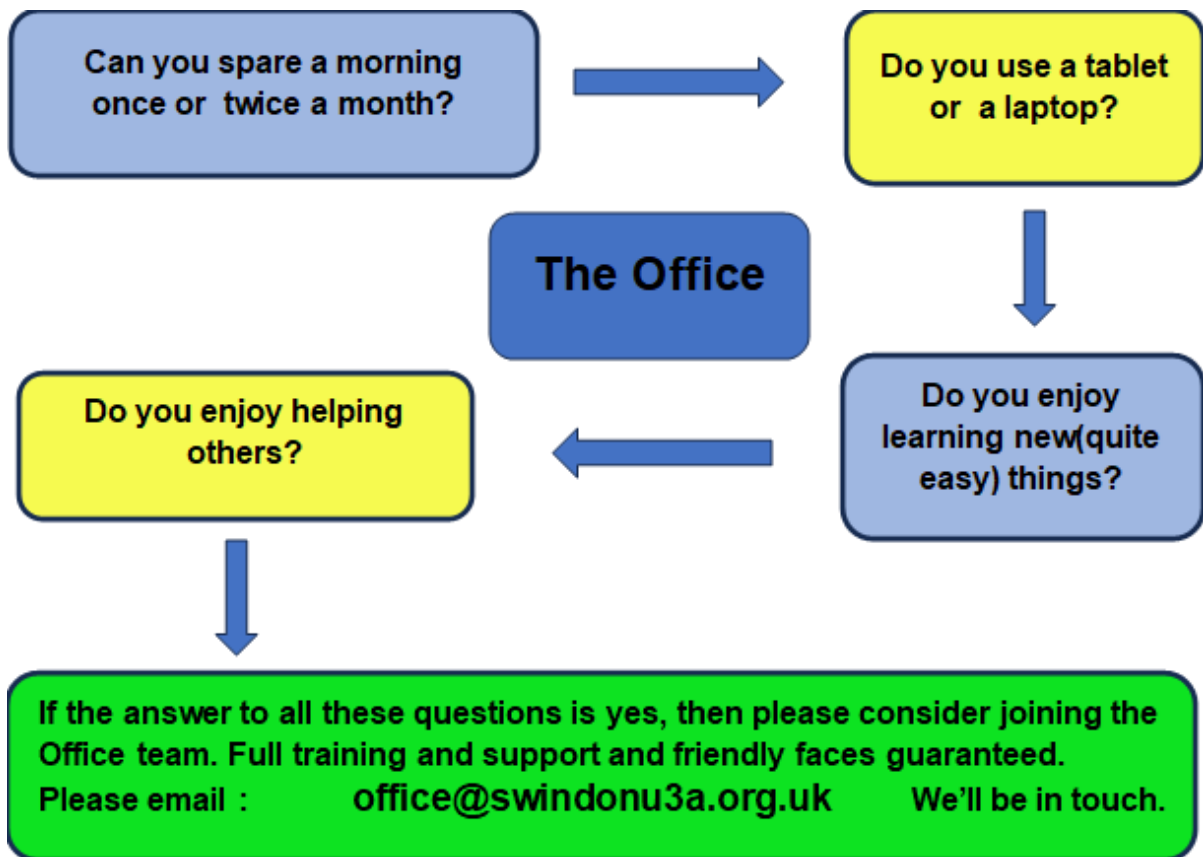 Can you spare a morning
once or  twice a month?
Do you use a tablet
or  a laptop?
The Office
Do you enjoy
learning new(quite
easy) things?
Do you enjoy helping
others?
If the answer to all these questions is yes, then please consider joining the
Office team. Full training and support and friendly faces guaranteed.
Please email :  office@swindonu3a.org.uk  We'll be in touch.